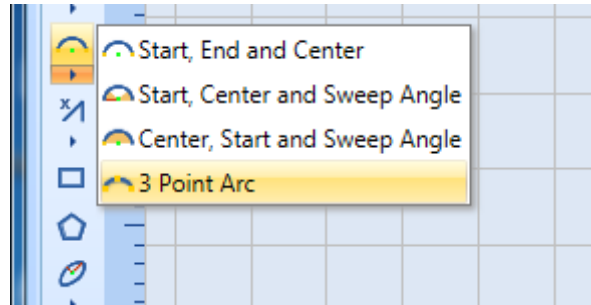 Start, End and Center
Start, Center and Sweep Angle
Center, Start and Sweep Angle
3 Point Arc